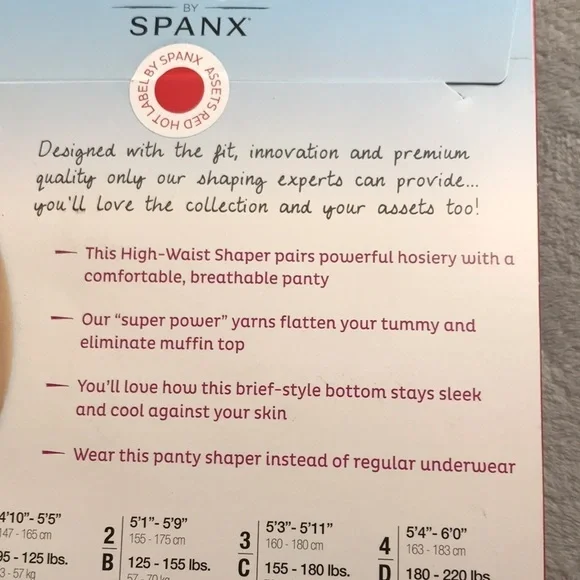 BY
SPANX
ASSETS RED HOT LABEL BY SPANX
Designed with the fit, innovation and premium
quality only our shaping experts can provide...
you'll love the collection and your assets too!
This High-Waist Shaper pairs powerful hosiery with a
comfortable, breathable panty
Our “super power” yarns flatten your tummy and
eliminate muffin top
You'll love how this brief-style bottom stays sleek
and cool against your skin
Wear this panty shaper instead of regular underwear
4'10"- 5'5"
147 - 165 cm
95 - 125 lbs.
2
B
5'1"- 5'9"
155 - 175 cm
125 - 155 lbs.
57 - 70 kg
3
C
5'3"- 5'11"
160 - 180 cm
155 - 180 lbs.
4
D
5'4"- 6'0"
163 - 183 cm
180 - 220 lbs.